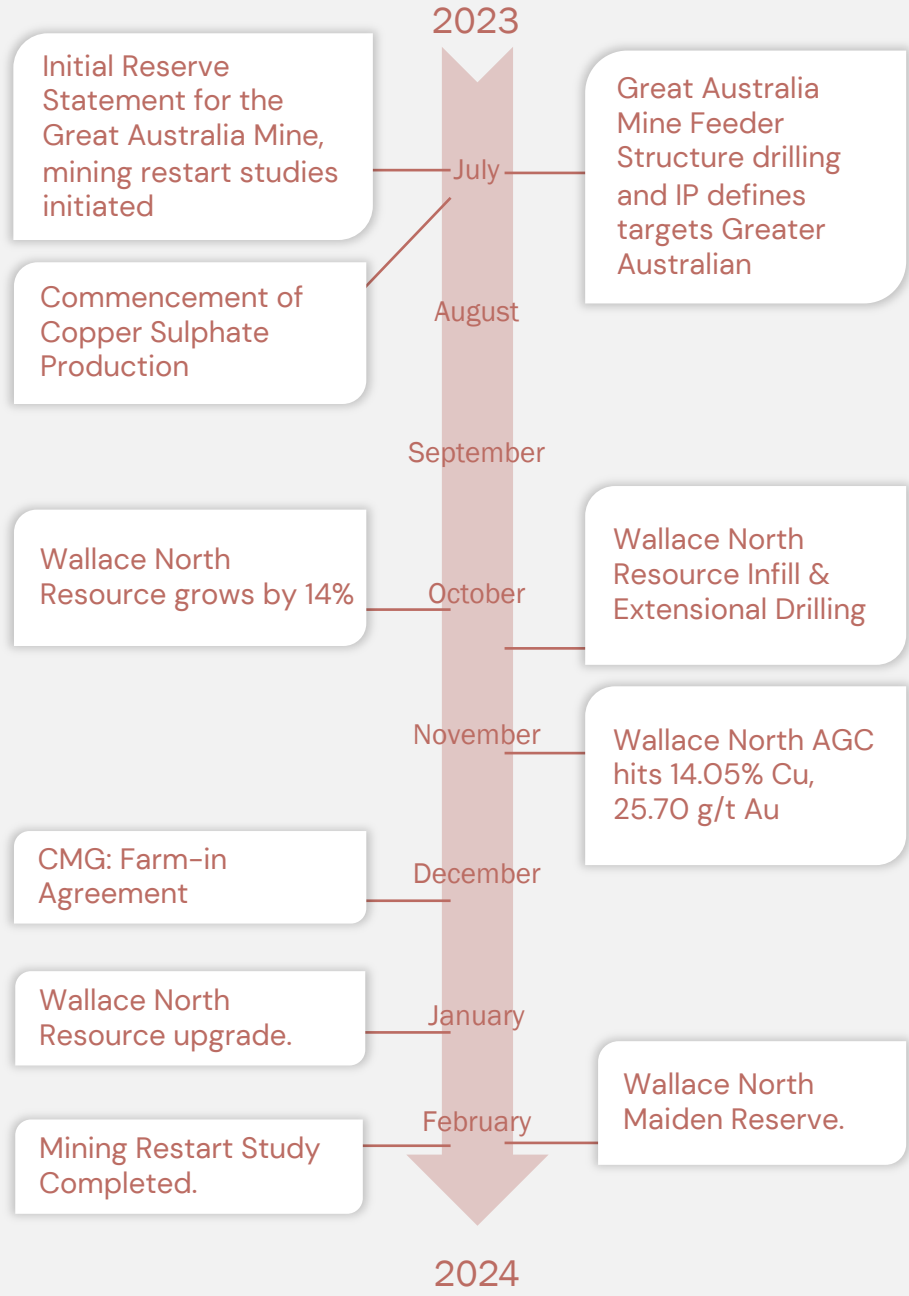 2023
Initial Reserve
Statement for the
Great Australia Mine,
mining restart studies
initiated
Great Australia
Mine Feeder
Structure drilling
and IP defines
targets Greater
Australian
July
Commencement of
Copper Sulphate
Production
August
September
Wallace North
Resource grows by 14%
October
Wallace North
Resource Infill &
Extensional Drilling
November
Wallace North AGC
hits 14.05% Cu,
25.70 g/t Au
CMG: Farm-in
Agreement
December
Wallace North
Resource upgrade.
January
February
Wallace North
Maiden Reserve.
Mining Restart Study
Completed.
2024